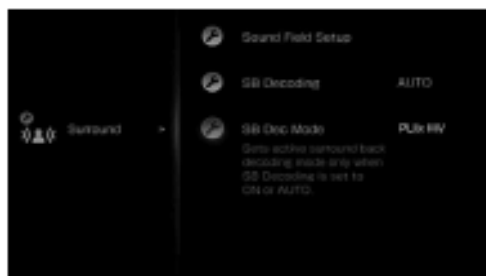 Sound Field Setup
SB Decoding AUTO
Surround >
SB Dec Mode PLIIx MV
Sets active surround back
decoding mode only when
SB Decoding is set to
ON or AUTO.